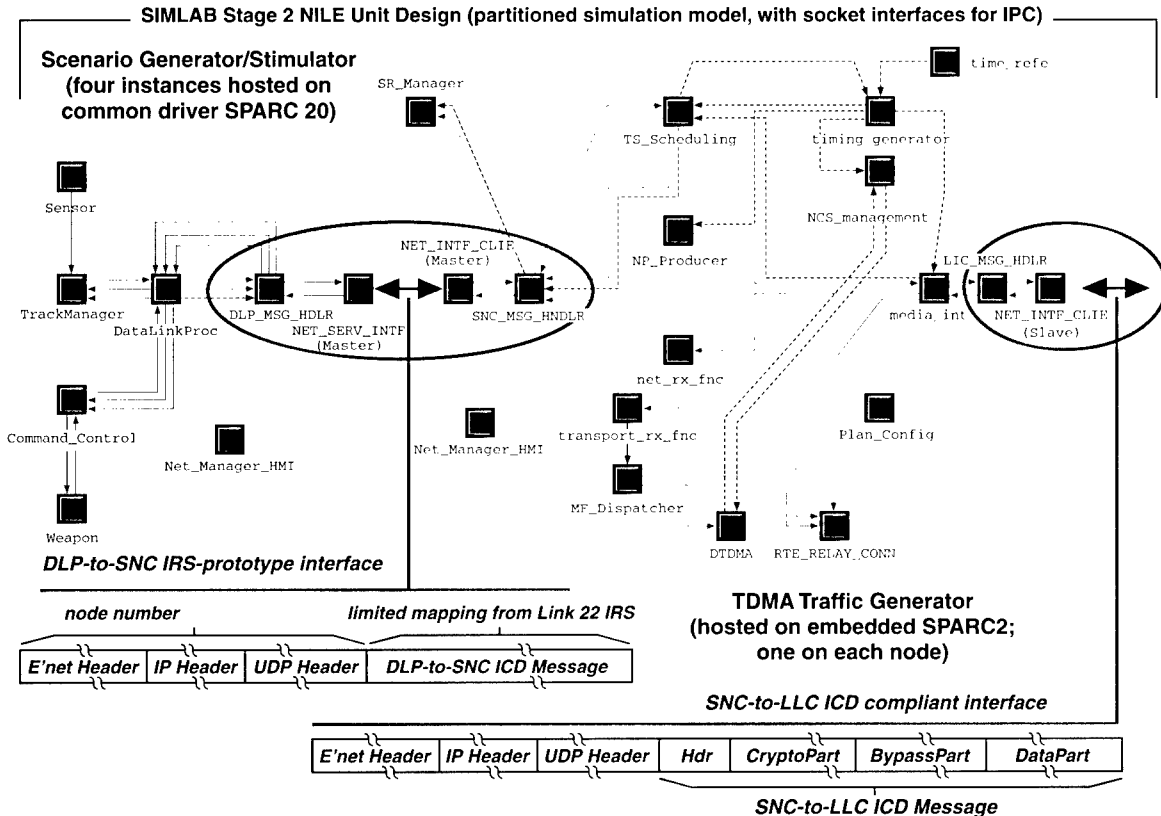 SIMLAB Stage 2 NILE Unit Design (partitioned simulation model, with socket interfaces for IPC)
Scenario Generator/Stimulator
(four instances hosted on
common driver SPARC 20)
SR_Manager
time_refe
TS_Scheduling
timing_generator
Sensor
NCS_management
NET_INTF_CLIE
(Master)
NP_Producer
LIC_MSG_HDLR
TrackManager
DataLinkProc
DLP_MSG_HDLR
NET_SERV_INTF
(Master)
SNC_MSG_HNDLR
media_int
NET_INTF_CLIE
(Slave)
net_rx_fnc
Command_Control
Net_Manager_HMI
Net_Manager_HMI
transport_rx_fnc
Plan_Config
MF_Dispatcher
Weapon
DTDMA
RTE_RELAY_CONN
DLP-to-SNC IRS-prototype interface
node number
limited mapping from Link 22 IRS
E'net Header
IP Header
UDP Header
DLP-to-SNC ICD Message
TDMA Traffic Generator
(hosted on embedded SPARC2;
one on each node)
SNC-to-LLC ICD compliant interface
E'net Header
IP Header
UDP Header
Hdr
CryptoPart
BypassPart
DataPart
SNC-to-LLC ICD Message